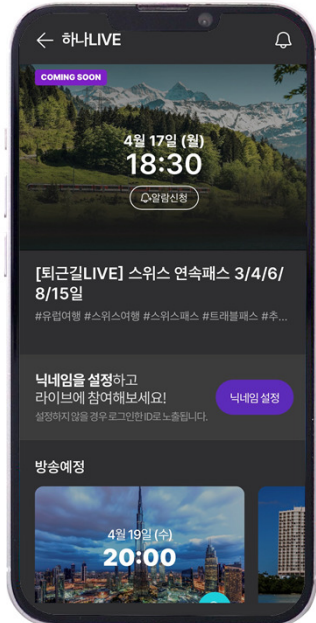 하나LIVE
COMING SOON
4월 17일 (월)
18:30
알람신청
[퇴근길LIVE] 스위스 연속패스 3/4/6/
8/15일
#유럽여행 #스위스여행 #스위스패스 #트래블패스 #추...
닉네임을 설정하고
라이브에 참여해보세요!
설정하지 않을 경우 로그인한 ID로 노출됩니다.
닉네임 설정
방송예정
4월 19일 (수)
20:00